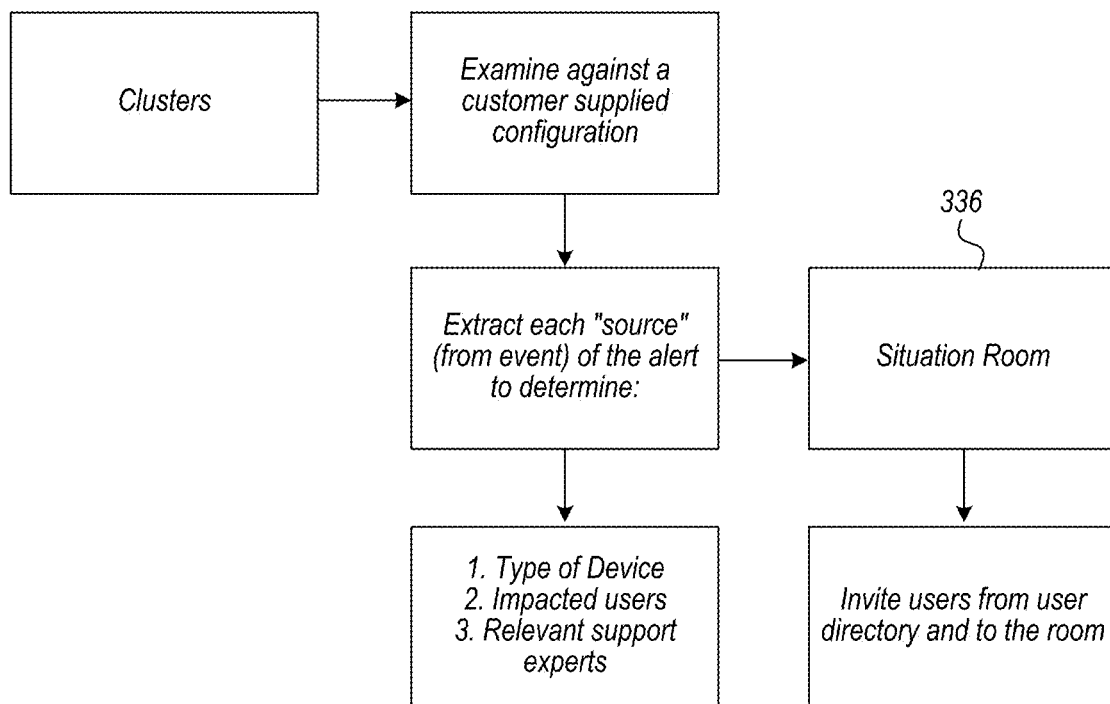 Clusters
Examine against a
customer supplied
configuration
336
Extract each "source"
(from event) of the alert
to determine:
Situation Room
1. Type of Device
2. Impacted users
3. Relevant support
experts
Invite users from user
directory and to the room